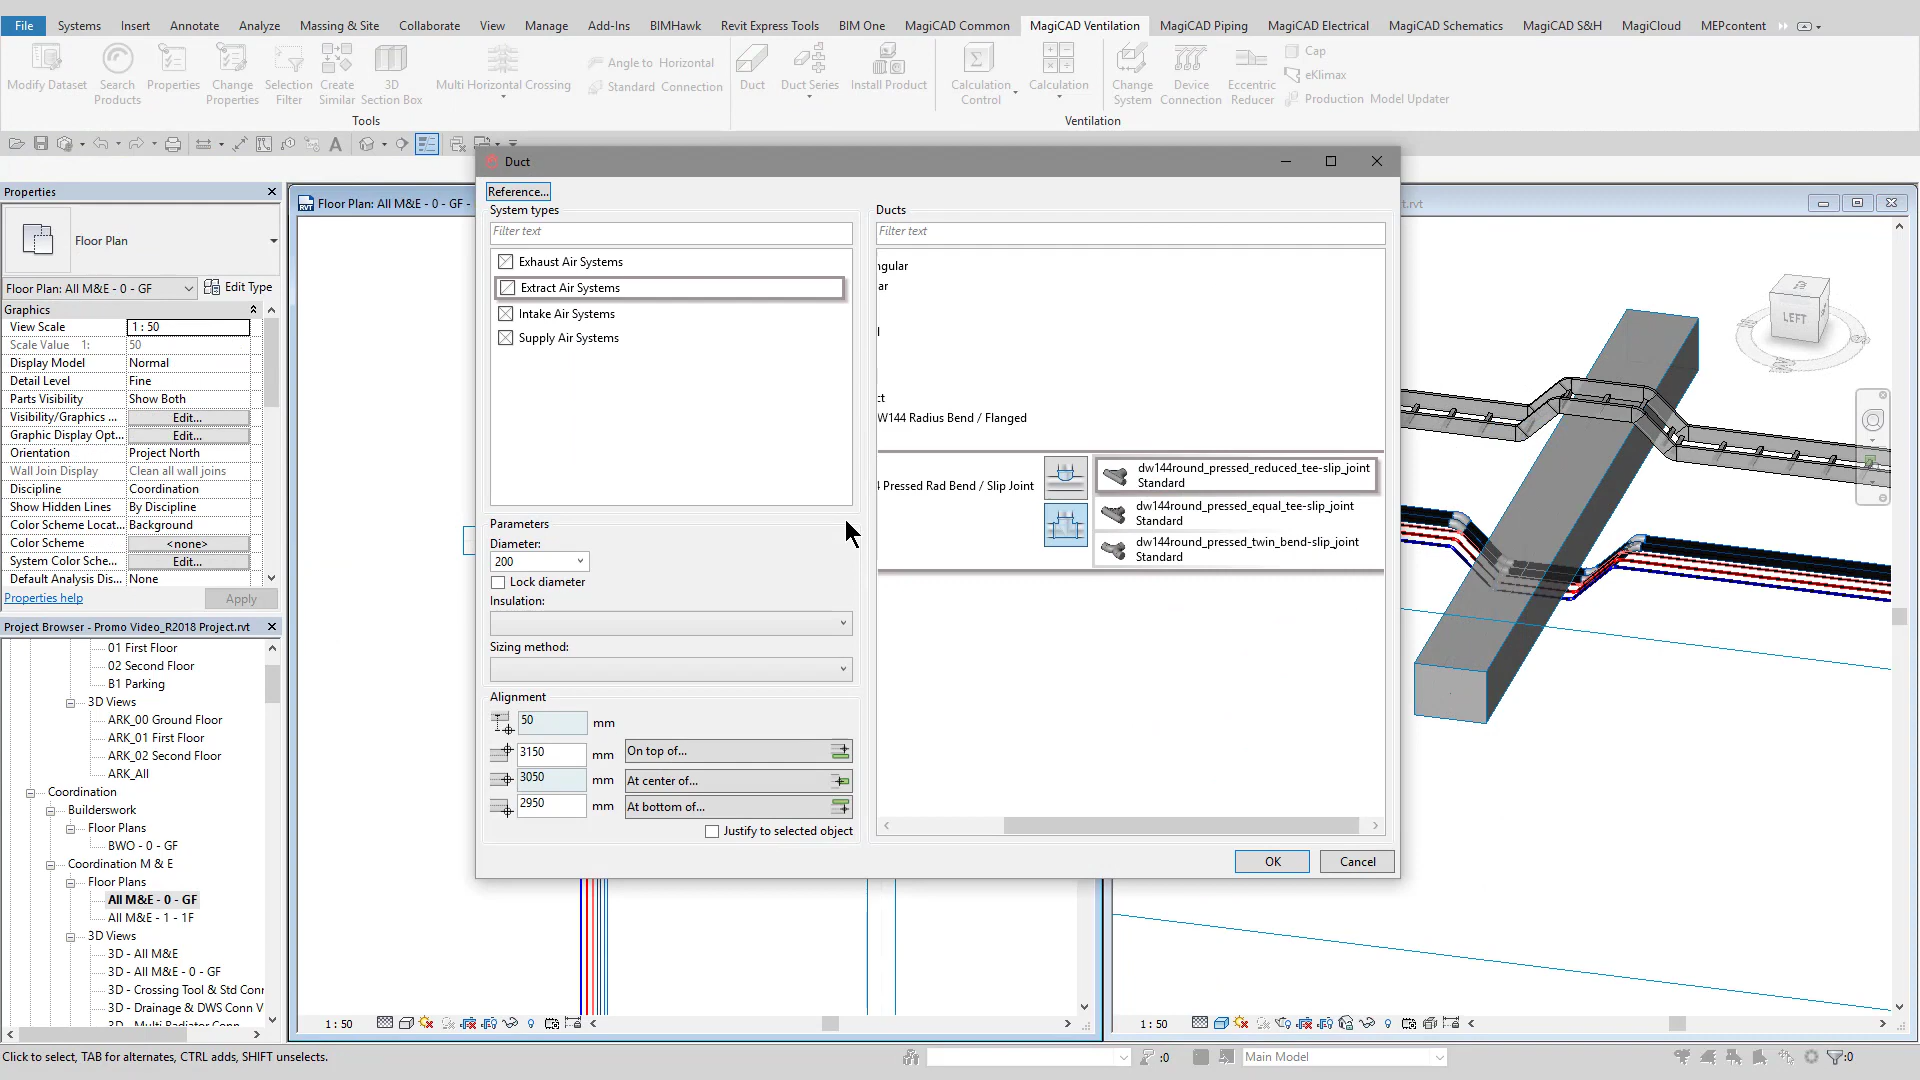 File
Systems
Insert
Annotate
Analyze
Massing & Site
Collaborate
View
Manage
Add-Ins
BIMHawk
Revit Express Tools
BIM One
MagiCAD Common
MagiCAD Ventilation
MagiCAD Piping
MagiCAD Electrical
MagiCAD Schematics
MagiCAD S&H
MagiCloud
MEPcontent
Modify Dataset
Search
Products
Properties
Change
Properties
Selection
Filter
Create
Similar
3D
Section Box
Multi Horizontal Crossing
Angle to Horizontal
Standard Connection
Duct
Duct Series
Install Product
Calculation
Control
Calculation
Change
System
Device
Connection
Eccentric
Reducer
Cap
eKlimax
Production Model Updater
Tools
Ventilation
Properties
Floor Plan
Floor Plan: All M&E - 0 - GF
Edit Type
Graphics
View Scale
1 : 50
Scale Value 1:
50
Display Model
Normal
Detail Level
Fine
Parts Visibility
Show Both
Visibility/Graphics ...
Edit...
Graphic Display Opt...
Edit...
Orientation
Project North
Wall Join Display
Clean all wall joins
Discipline
Coordination
Show Hidden Lines
By Discipline
Color Scheme Locat...
Background
Color Scheme
<none>
System Color Sche...
Edit...
Default Analysis Dis...
None
Properties help
Apply
Project Browser - Promo Video_R2018 Project.rvt
01 First Floor
02 Second Floor
B1 Parking
3D Views
ARK_00 Ground Floor
ARK_01 First Floor
ARK_02 Second Floor
ARK_All
Coordination
Builderswork
Floor Plans
BWO - 0 - GF
Coordination M & E
Floor Plans
All M&E - 0 - GF
All M&E - 1 - 1F
3D Views
3D - All M&E
3D - All M&E - 0 - GF
3D - Crossing Tool & Std Conr
3D - Drainage & DWS Conn V
3D - Multi Radiator Conn
Floor Plan: All M&E - 0 - GF -
t.rvt
LEFT
Duct
Reference...
System types
Filter text
Exhaust Air Systems
Extract Air Systems
Intake Air Systems
Supply Air Systems
Parameters
Diameter:
200
Lock diameter
Insulation:
Sizing method:
Alignment
50
mm
3150
mm
On top of...
3050
mm
At center of...
2950
mm
At bottom of...
Justify to selected object
Ducts
Filter text
ngular
ar
l
ct
W144 Radius Bend / Flanged
Pressed Rad Bend / Slip Joint
dw144round_pressed_reduced_tee-slip_joint
Standard
dw144round_pressed_equal_tee-slip_joint
Standard
dw144round_pressed_twin_bend-slip_joint
Standard
OK
Cancel
1 : 50
1 : 50
Click to select, TAB for alternates, CTRL adds, SHIFT unselects.
:0
Main Model
:0